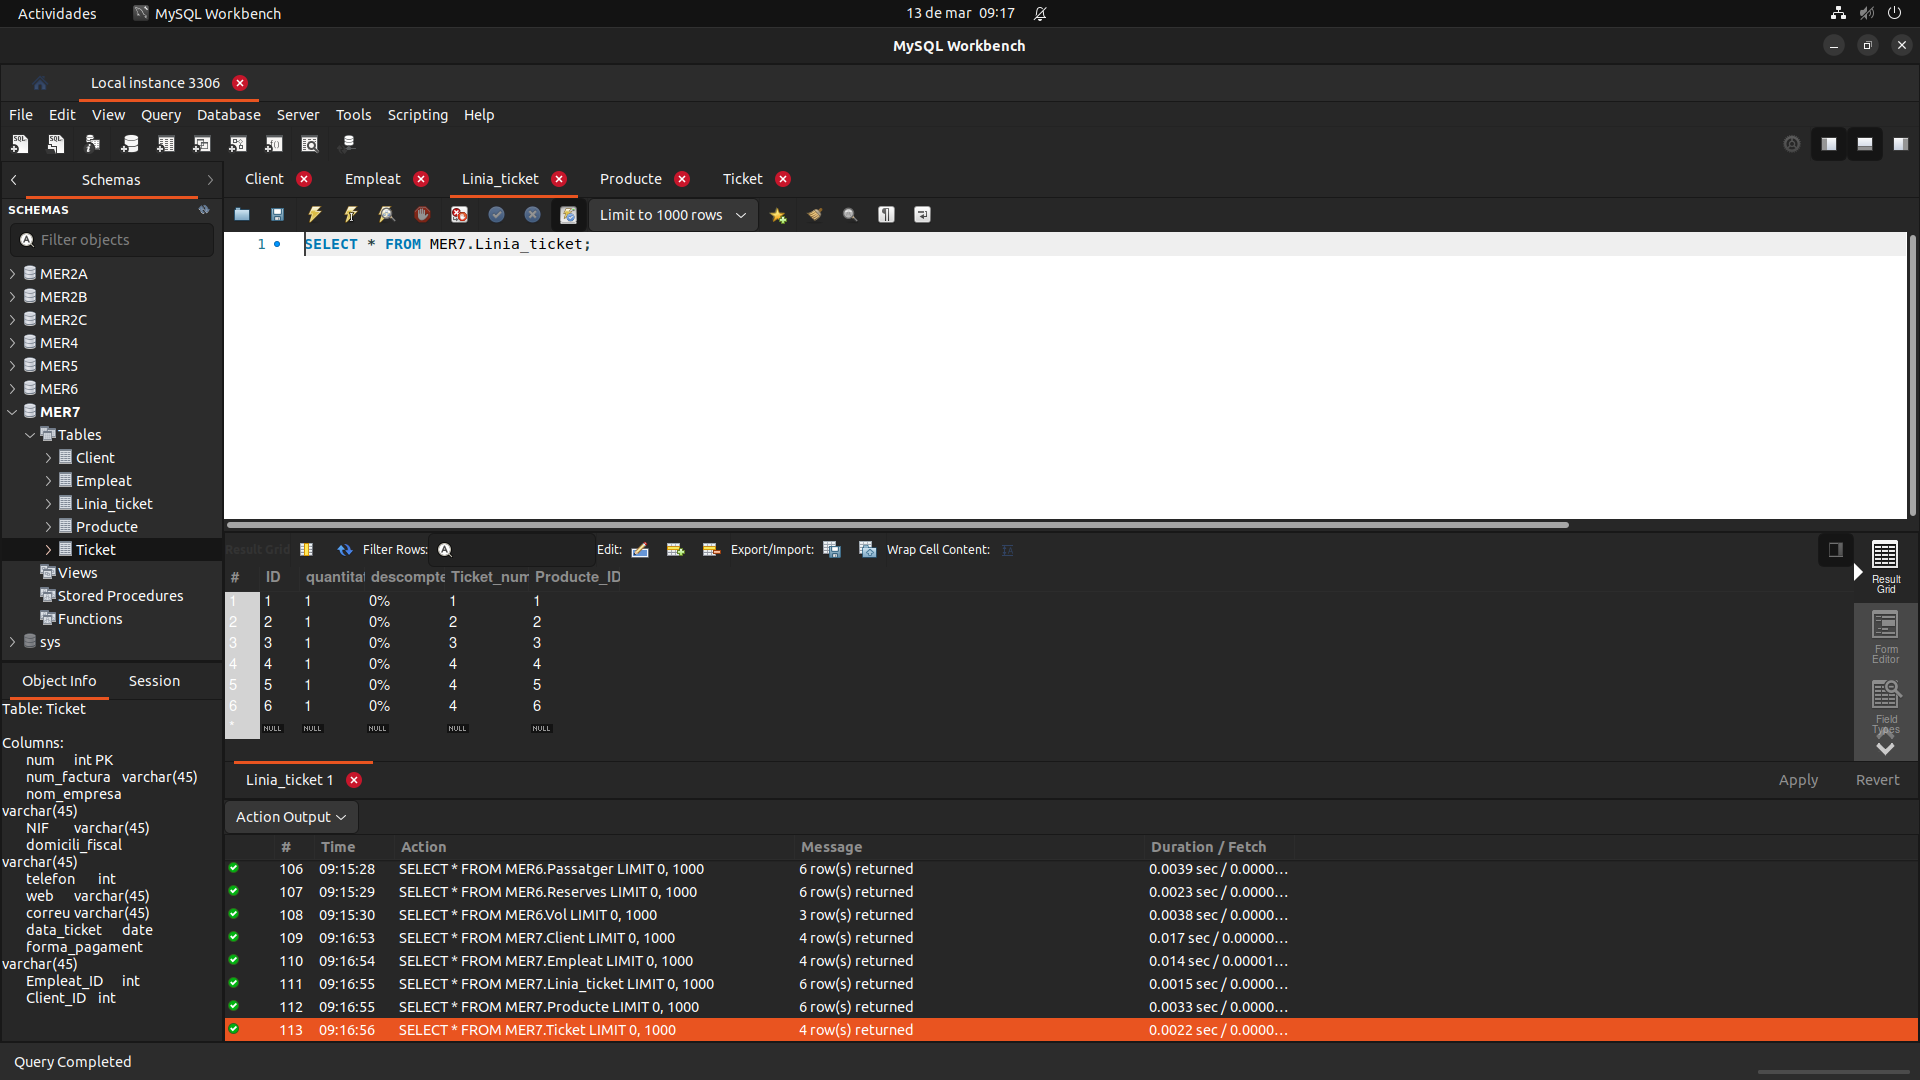 Actividades MySQL Workbench 13 de mar 09:17
MySQL Workbench
Local instance 3306
File Edit View Query Database Server Tools Scripting Help
Schemas
Client Empleat Linia_ticket Producte Ticket
SCHEMAS
Filter objects
Limit to 1000 rows
1 SELECT * FROM MER7.Linia_ticket;
MER2A
MER2B
MER2C
MER4
MER5
MER6
MER7
Tables
Client
Empleat
Linia_ticket
Producte
Ticket
Views
Stored Procedures
Functions
sys
Object Info Session
Table: Ticket
Columns:
num int PK
num_factura varchar(45)
nom_empresa
varchar(45)
NIF varchar(45)
domicili_fiscal
varchar(45)
telefon int
web varchar(45)
correu varchar(45)
data_ticket date
forma_pagament
varchar(45)
Empleat_ID int
Client_ID int
Result Grid Filter Rows: Edit: Export/Import: Wrap Cell Content:
# ID quantitat descompte Ticket_num Producte_ID
1 1 1 0% 1 1
2 2 1 0% 2 2
3 3 1 0% 3 3
4 4 1 0% 4 4
5 5 1 0% 4 5
6 6 1 0% 4 6
* NULL NULL NULL NULL NULL
Result
Grid
Form
Editor
Field
Types
Linia_ticket 1 Apply Revert
Action Output
# Time Action Message Duration / Fetch
106 09:15:28 SELECT * FROM MER6.Passatger LIMIT 0, 1000 6 row(s) returned 0.0039 sec / 0.0000...
107 09:15:29 SELECT * FROM MER6.Reserves LIMIT 0, 1000 6 row(s) returned 0.0023 sec / 0.0000...
108 09:15:30 SELECT * FROM MER6.Vol LIMIT 0, 1000 3 row(s) returned 0.0038 sec / 0.0000...
109 09:16:53 SELECT * FROM MER7.Client LIMIT 0, 1000 4 row(s) returned 0.017 sec / 0.00000...
110 09:16:54 SELECT * FROM MER7.Empleat LIMIT 0, 1000 4 row(s) returned 0.014 sec / 0.00001...
111 09:16:55 SELECT * FROM MER7.Linia_ticket LIMIT 0, 1000 6 row(s) returned 0.0015 sec / 0.0000...
112 09:16:55 SELECT * FROM MER7.Producte LIMIT 0, 1000 6 row(s) returned 0.0033 sec / 0.0000...
113 09:16:56 SELECT * FROM MER7.Ticket LIMIT 0, 1000 4 row(s) returned 0.0022 sec / 0.0000...
Query Completed